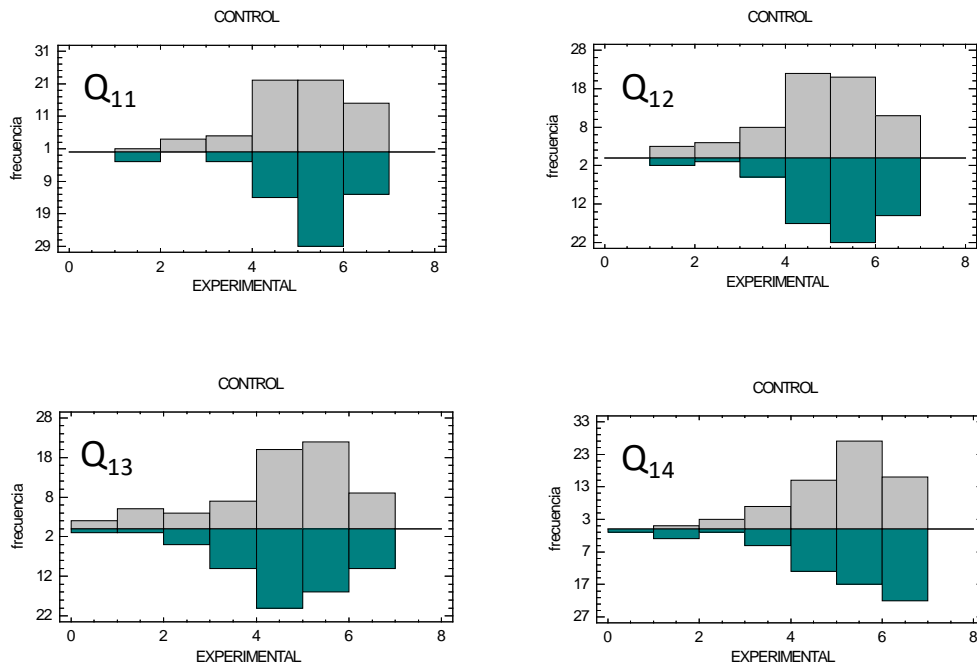 CONTROL
31
21
11
1
9
19
29
frecuencia
Q11
0 2 4 6 8
EXPERIMENTAL
CONTROL
28
18
8
2
12
22
frecuencia
Q12
0 2 4 6 8
EXPERIMENTAL
CONTROL
28
18
8
2
12
22
frecuencia
Q13
0 2 4 6 8
EXPERIMENTAL
CONTROL
33
23
13
3
7
17
27
frecuencia
Q14
0 2 4 6 8
EXPERIMENTAL